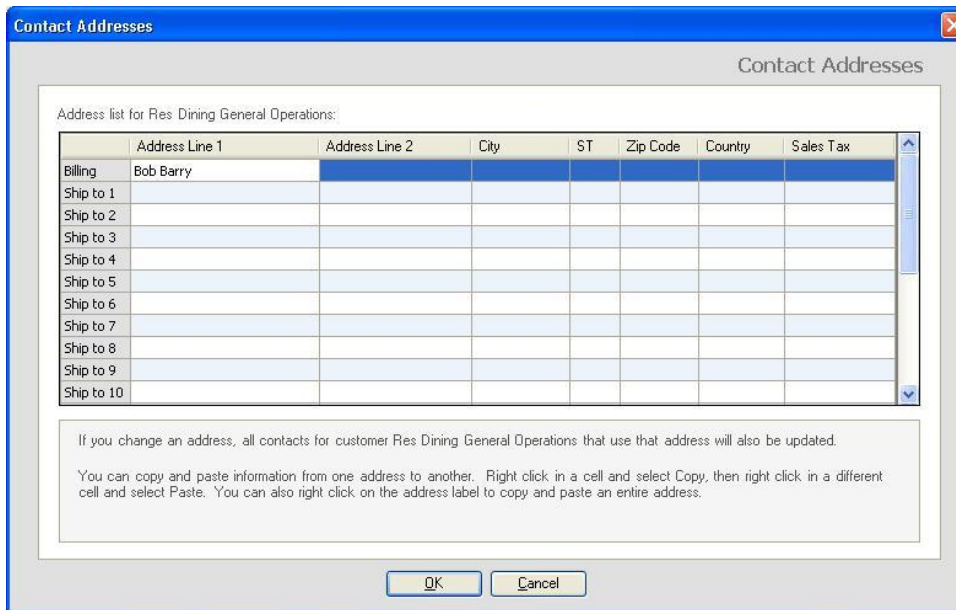 Contact Addresses
Contact Addresses
Address list for Res Dining General Operations:
Address Line 1 Address Line 2 City ST Zip Code Country Sales Tax
Billing Bob Barry
Ship to 1
Ship to 2
Ship to 3
Ship to 4
Ship to 5
Ship to 6
Ship to 7
Ship to 8
Ship to 9
Ship to 10
If you change an address, all contacts for customer Res Dining General Operations that use that address will also be updated.
You can copy and paste information from one address to another. Right click in a cell and select Copy, then right click in a different
cell and select Paste. You can also right click on the address label to copy and paste an entire address.
OK Cancel